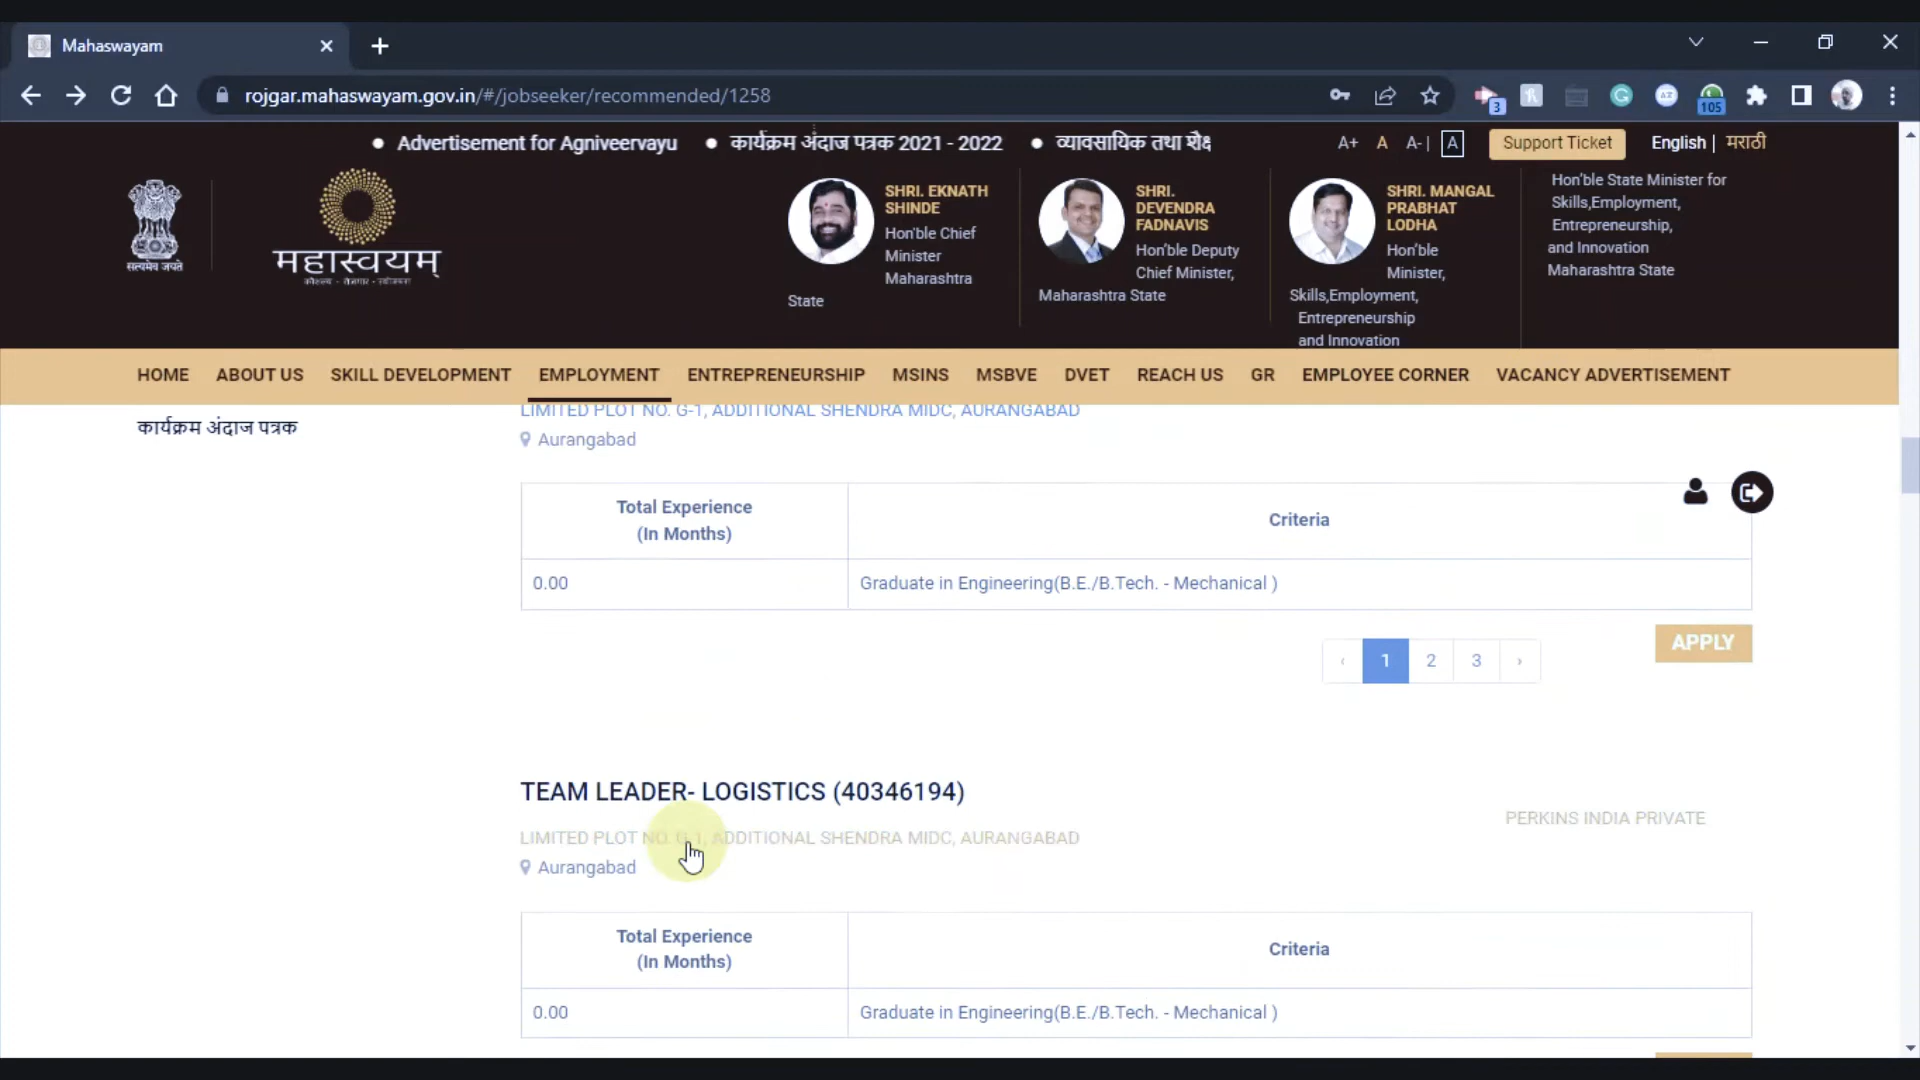 Mahaswayam
rojgar.mahaswayam.gov.in/#/jobseeker/recommended/1258
3
105
Advertisement for Agniveervayu
कार्यक्रम अंदाज पत्रक 2021 - 2022
व्यावसायिक तथा शैक्ष
A+ A A- | A
Support Ticket
English | मराठी
सत्यमेव जयते
महास्वयम्
SHRI. EKNATH
SHINDE
Hon'ble Chief
Minister
Maharashtra
State
SHRI.
DEVENDRA
FADNAVIS
Hon'ble Deputy
Chief Minister,
Maharashtra State
SHRI. MANGAL
PRABHAT
LODHA
Hon'ble
Minister,
Skills,Employment,
Entrepreneurship
and Innovation
Hon'ble State Minister for
Skills,Employment,
Entrepreneurship,
and Innovation
Maharashtra State
HOME ABOUT US SKILL DEVELOPMENT EMPLOYMENT ENTREPRENEURSHIP MSINS MSBVE DVET REACH US GR EMPLOYEE CORNER VACANCY ADVERTISEMENT
कार्यक्रम अंदाज पत्रक
LIMITED PLOT NO. G-1, ADDITIONAL SHENDRA MIDC, AURANGABAD
Aurangabad
Total Experience
(In Months)
Criteria
0.00
Graduate in Engineering(B.E./B.Tech. - Mechanical )
‹ 1 2 3 ›
APPLY
TEAM LEADER- LOGISTICS (40346194)
PERKINS INDIA PRIVATE
LIMITED PLOT NO. G-1, ADDITIONAL SHENDRA MIDC, AURANGABAD
Aurangabad
Total Experience
(In Months)
Criteria
0.00
Graduate in Engineering(B.E./B.Tech. - Mechanical )